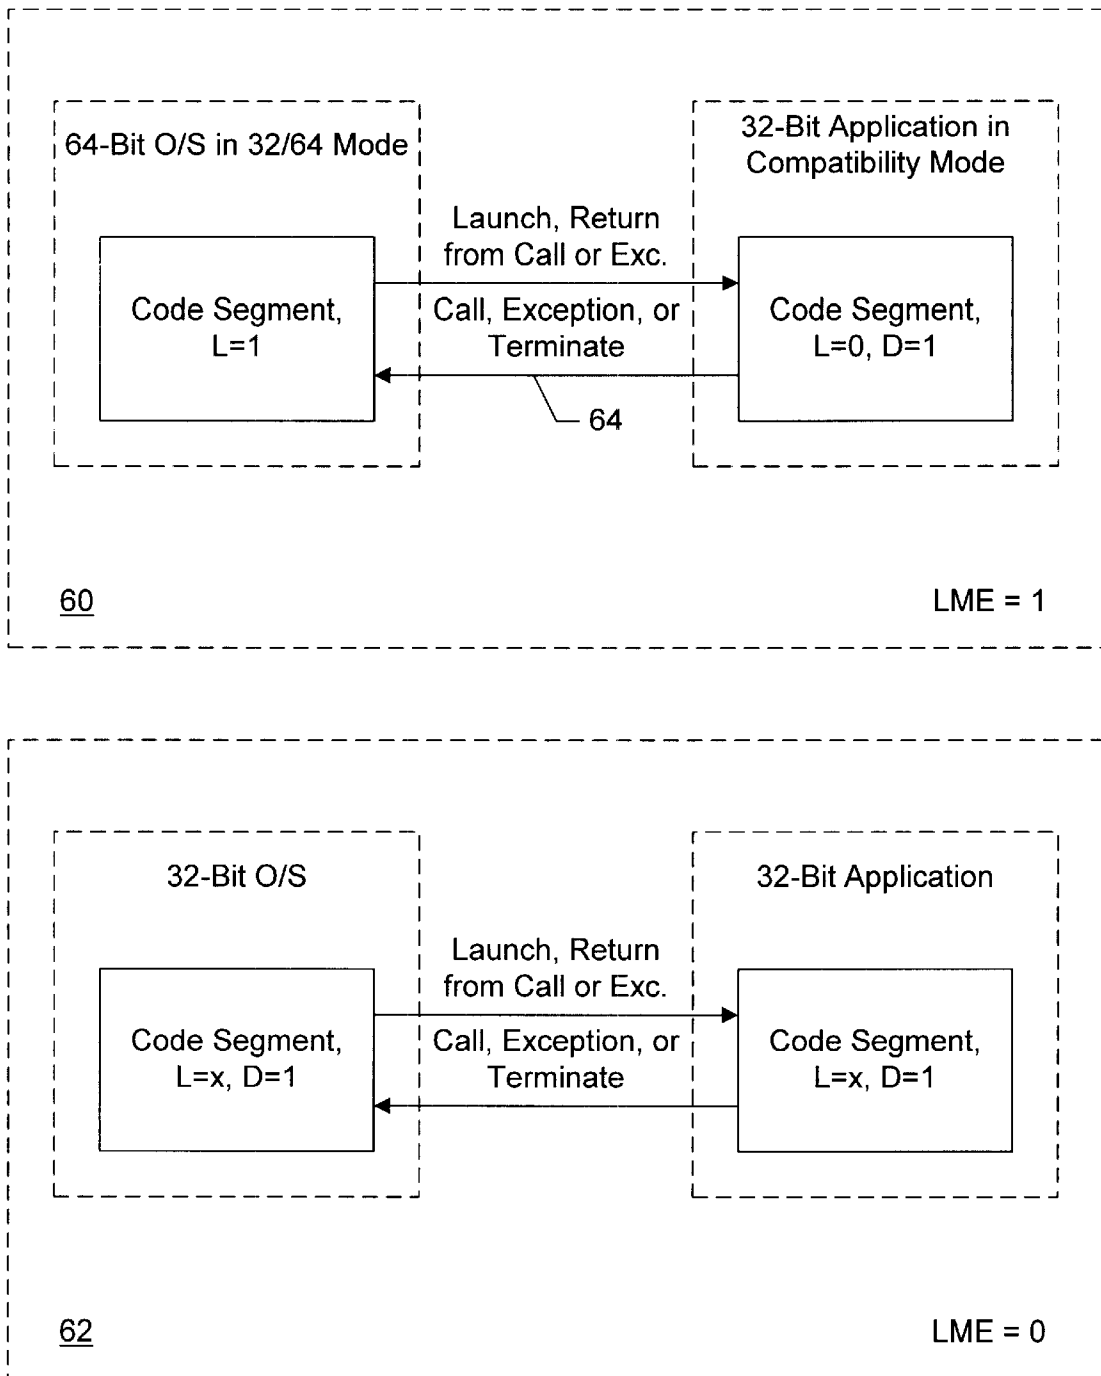 64-Bit O/S in 32/64 Mode
32-Bit Application in
Compatibility Mode
Launch, Return
from Call or Exc.
Code Segment,
L=1
Call, Exception, or
Terminate
Code Segment,
L=0, D=1
64
60
LME = 1
32-Bit O/S
32-Bit Application
Launch, Return
from Call or Exc.
Code Segment,
L=x, D=1
Call, Exception, or
Terminate
Code Segment,
L=x, D=1
62
LME = 0